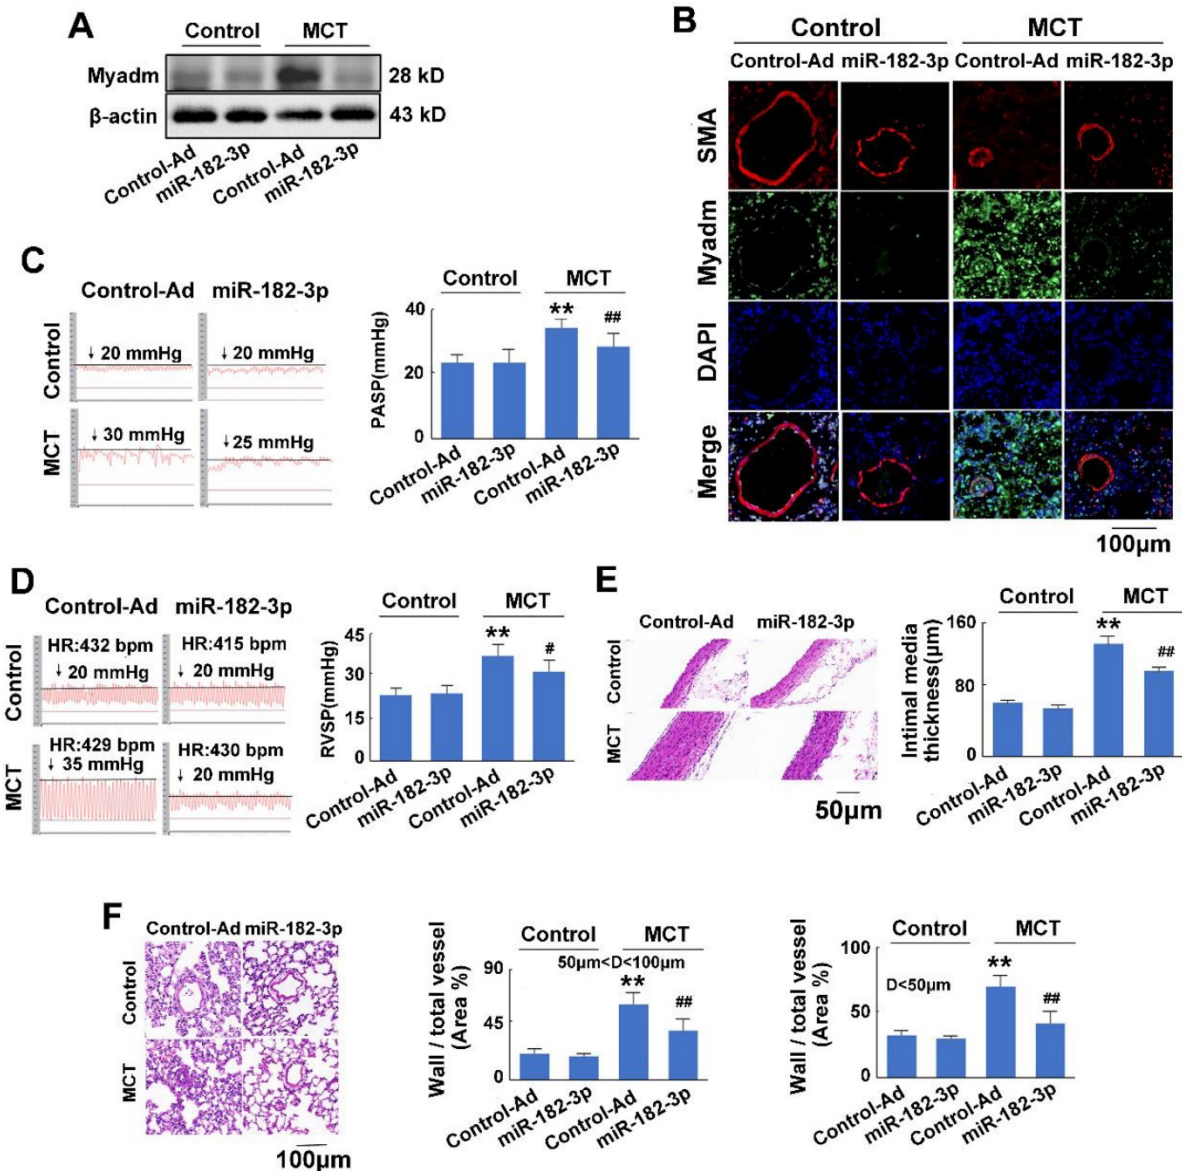 A
Control MCT
Myadm 28 kD
β-actin 43 kD
Control-Ad miR-182-3p Control-Ad miR-182-3p
B
Control MCT
Control-Ad miR-182-3p Control-Ad miR-182-3p
SMA
Myadm
DAPI
Merge
100µm
C
Control-Ad miR-182-3p
Control
↓ 20 mmHg ↓ 20 mmHg
MCT
↓ 30 mmHg ↓ 25 mmHg
Control MCT
PASP(mmHg)
40
20
0
** ##
Control-Ad miR-182-3p Control-Ad miR-182-3p
D
Control-Ad miR-182-3p
Control
HR:432 bpm HR:415 bpm
↓ 20 mmHg ↓ 20 mmHg
MCT
HR:429 bpm HR:430 bpm
↓ 35 mmHg ↓ 20 mmHg
Control MCT
RVSP(mmHg)
45
30
15
0
** #
Control-Ad miR-182-3p Control-Ad miR-182-3p
E
Control-Ad miR-182-3p
Control
MCT
50µm
Control MCT
Intimal media
thickness(µm)
160
80
0
** ##
Control-Ad miR-182-3p Control-Ad miR-182-3p
F
Control-Ad miR-182-3p
Control
MCT
100µm
Control MCT
50µm<D<100µm
Wall / total vessel
(Area %)
90
45
0
** ##
Control-Ad miR-182-3p Control-Ad miR-182-3p
Control MCT
D<50µm
Wall / total vessel
(Area %)
100
50
0
** ##
Control-Ad miR-182-3p Control-Ad miR-182-3p